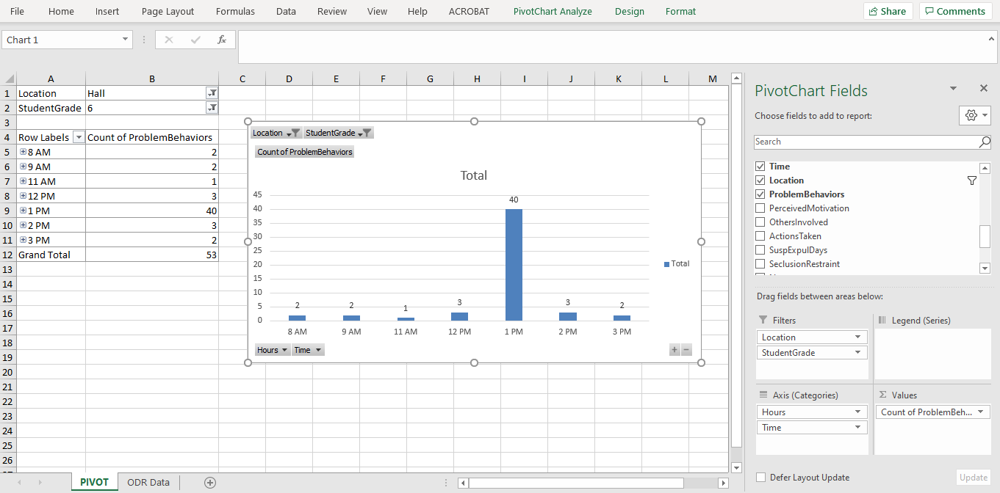 File Home Insert Page Layout Formulas Data Review View Help ACROBAT PivotChart Analyze Design Format Share Comments
Chart 1 fx
A B C D E F G H I J K L M
1 Location Hall
2 StudentGrade 6
3
4 Row Labels Count of ProblemBehaviors
5 8 AM 2
6 9 AM 2
7 11 AM 1
8 12 PM 3
9 1 PM 40
10 2 PM 3
11 3 PM 2
12 Grand Total 53
13
14
15
16
17
18
19
20
21
22
23
24
25
26
Location StudentGrade
Count of ProblemBehaviors
Total
45
40
35
30
25
20
15
10
5
0
2 2 1 3 40 3 2
8 AM 9 AM 11 AM 12 PM 1 PM 2 PM 3 PM
Total
Hours Time + −
PivotChart Fields
Choose fields to add to report:
Search
Time
Location
ProblemBehaviors
PerceivedMotivation
OthersInvolved
ActionsTaken
SuspExpulDays
SeclusionRestraint
Drag fields between areas below:
Filters Legend (Series)
Location
StudentGrade
Axis (Categories) Σ Values
Hours Count of ProblemBeh...
Time
Defer Layout Update Update
PIVOT ODR Data